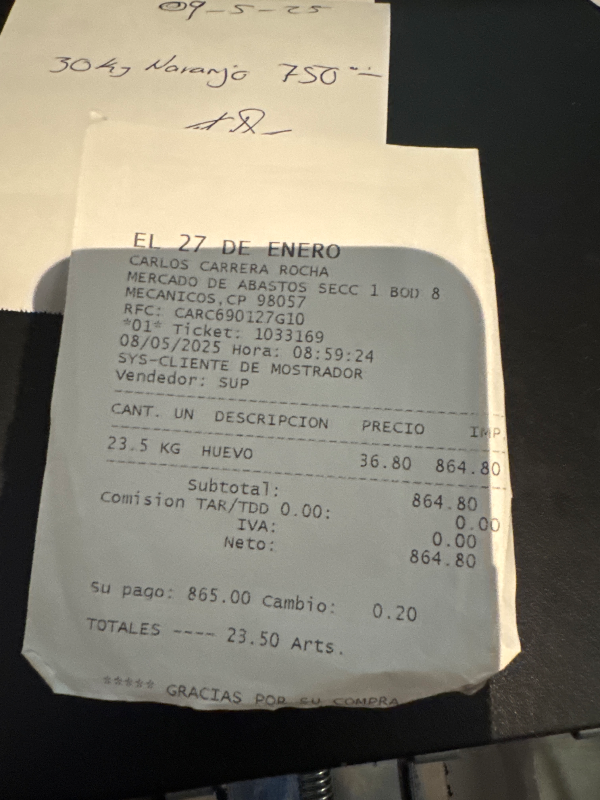 09-5-25
30 kg Naranja 750
EL 27 DE ENERO
CARLOS CARRERA ROCHA
MERCADO DE ABASTOS SECC 1 BOD 8
MECANICOS,CP 98057
RFC: CARC690127G10
*01* Ticket: 1033169
08/05/2025 Hora: 08:59:24
SYS-CLIENTE DE MOSTRADOR
Vendedor: SUP
CANT. UN DESCRIPCION PRECIO IMP.
23.5 KG HUEVO 36.80 864.80
Subtotal: 864.80
Comision TAR/TDD 0.00: 0.00
IVA: 0.00
Neto: 864.80
Su pago: 865.00 Cambio: 0.20
TOTALES ---- 23.50 Arts.
***** GRACIAS POR SU COMPRA